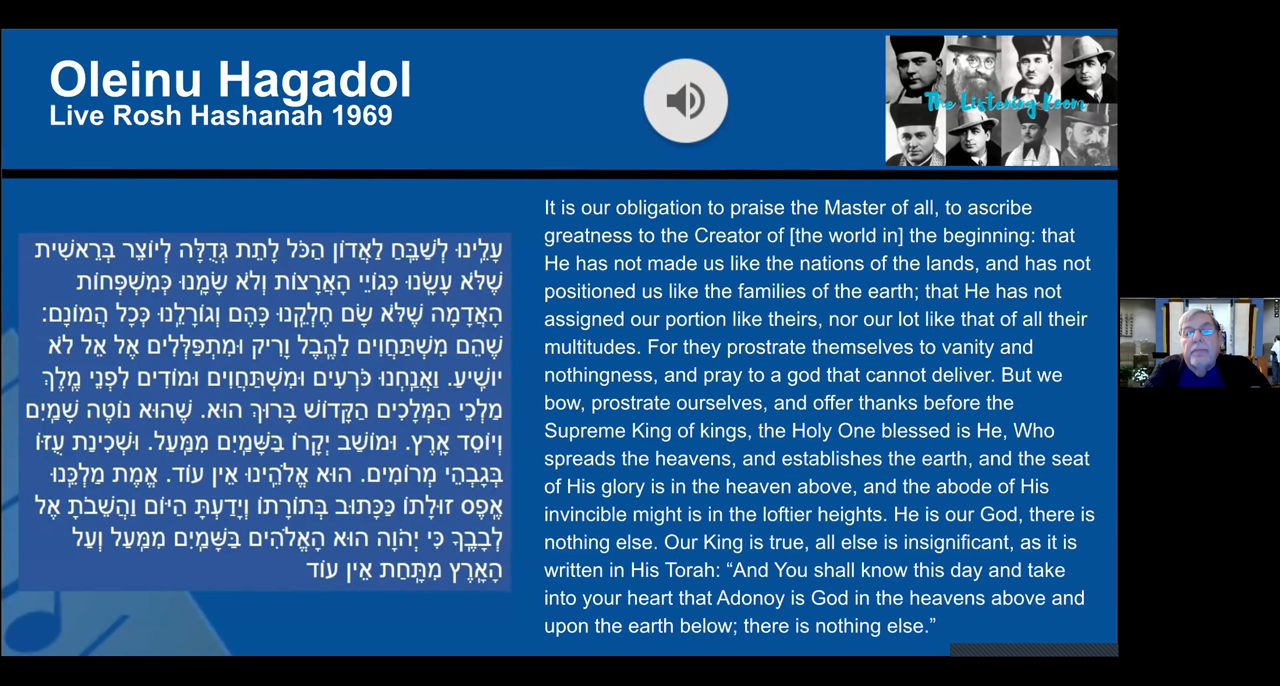 Oleinu Hagadol
Live Rosh Hashanah 1969
The Listening Room
עָלֵֽינוּ לְשַׁבֵּֽחַ לַאֲדוֹן הַכֹּל לָתֵת גְּדֻלָּה לְיוֹצֵר בְּרֵאשִׁית
שֶׁלֹּא עָשָֽׂנוּ כְּגוֹיֵי הָאֲרָצוֹת וְלֹא שָׂמָֽנוּ כְּמִשְׁפְּחוֹת
הָאֲדָמָה שֶׁלֹּא שָׂם חֶלְקֵֽנוּ כָּהֶם וְגוֹרָלֵֽנוּ כְּכָל הֲמוֹנָם:
שֶׁהֵם מִשְׁתַּחֲוִים לְהֶֽבֶל וָרִיק וּמִתְפַּלְּלִים אֶל אֵל לֹא
יוֹשִֽׁיעַ. וַאֲנַֽחְנוּ כֹּרְעִים וּמִשְׁתַּחֲוִים וּמוֹדִים לִפְנֵי מֶֽלֶךְ
מַלְכֵי הַמְּלָכִים הַקָּדוֹשׁ בָּרוּךְ הוּא. שֶׁהוּא נוֹטֶה שָׁמַֽיִם
וְיוֹסֵד אָֽרֶץ. וּמוֹשַׁב יְקָרוֹ בַּשָּׁמַֽיִם מִמַּֽעַל. וּשְׁכִינַת עֻזּוֹ
בְּגָבְהֵי מְרוֹמִים. הוּא אֱלֹהֵֽינוּ אֵין עוֹד. אֱמֶת מַלְכֵּֽנוּ
אֶֽפֶס זוּלָתוֹ כַּכָּתוּב בְּתוֹרָתוֹ וְיָדַעְתָּ הַיּוֹם וַהֲשֵׁבֹתָ אֶל
לְבָבֶֽךָ כִּי יְהֹוָה הוּא הָאֱלֹהִים בַּשָּׁמַֽיִם מִמַּֽעַל וְעַל
הָאָֽרֶץ מִתָּֽחַת אֵין עוֹד
It is our obligation to praise the Master of all, to ascribe
greatness to the Creator of [the world in] the beginning: that
He has not made us like the nations of the lands, and has not
positioned us like the families of the earth; that He has not
assigned our portion like theirs, nor our lot like that of all their
multitudes. For they prostrate themselves to vanity and
nothingness, and pray to a god that cannot deliver. But we
bow, prostrate ourselves, and offer thanks before the
Supreme King of kings, the Holy One blessed is He, Who
spreads the heavens, and establishes the earth, and the seat
of His glory is in the heaven above, and the abode of His
invincible might is in the loftier heights. He is our God, there is
nothing else. Our King is true, all else is insignificant, as it is
written in His Torah: “And You shall know this day and take
into your heart that Adonoy is God in the heavens above and
upon the earth below; there is nothing else.”